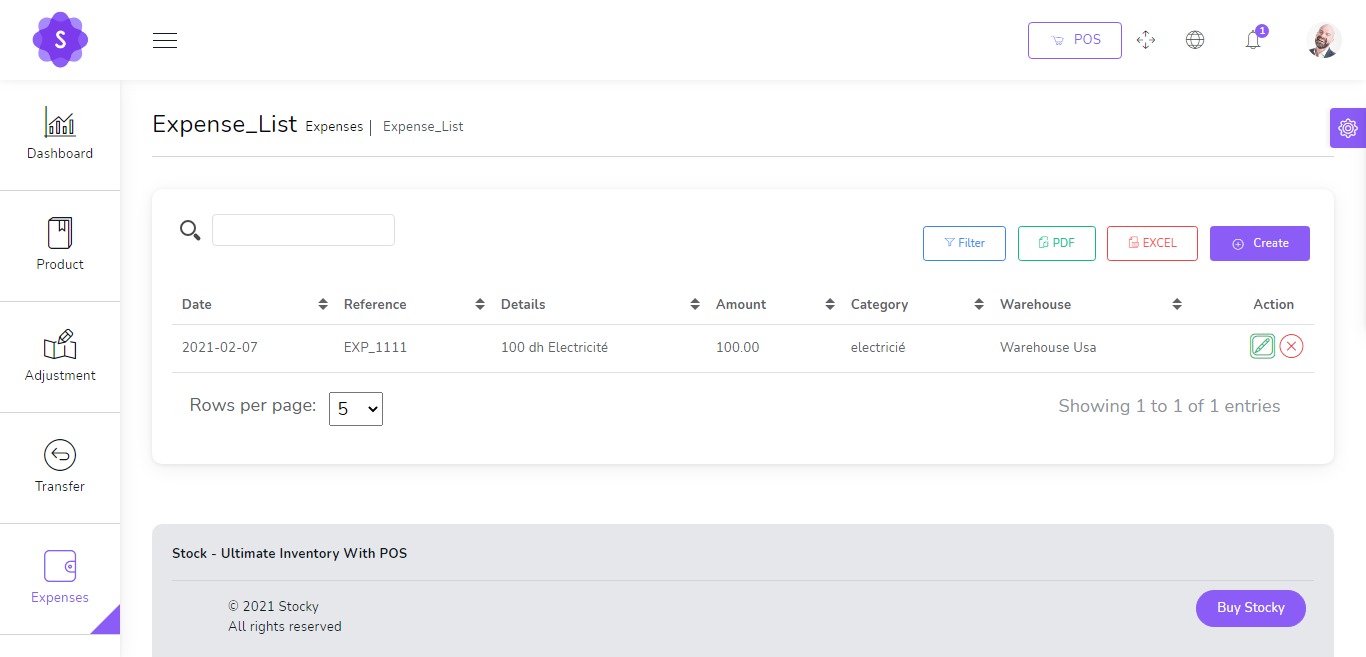 S
POS
1
Dashboard
Product
Adjustment
Transfer
Expenses
Expense_List Expenses | Expense_List
Filter PDF EXCEL Create
Date Reference Details Amount Category Warehouse Action
2021-02-07 EXP_1111 100 dh Electricité 100.00 electricié Warehouse Usa
Rows per page: 5 Showing 1 to 1 of 1 entries
Stock - Ultimate Inventory With POS
© 2021 Stocky
All rights reserved
Buy Stocky